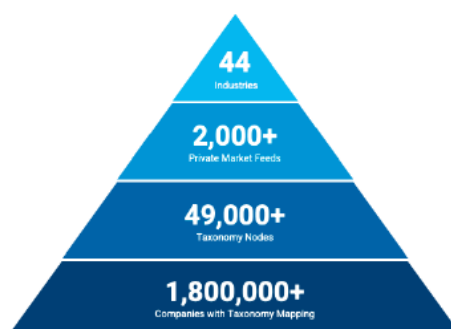 44
Industries
2,000+
Private Market Feeds
49,000+
Taxonomy Nodes
1,800,000+
Companies with Taxonomy Mapping